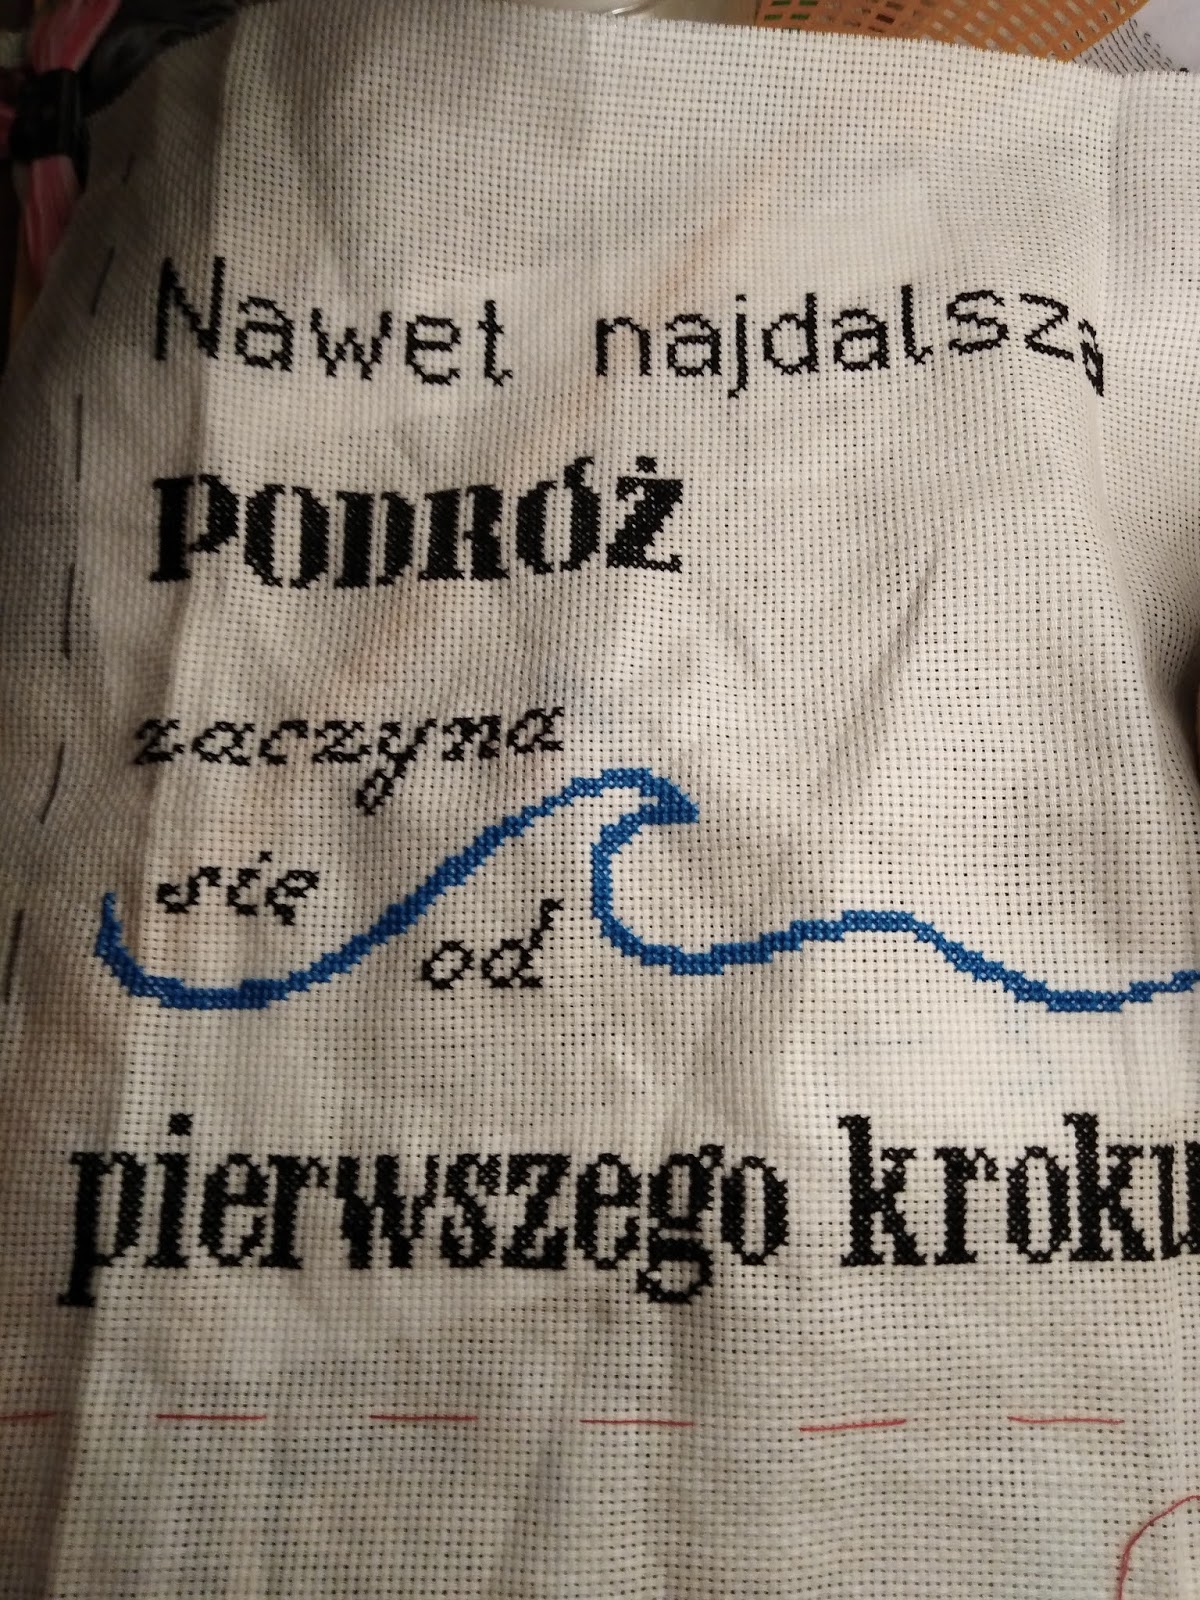 Nawet najdalsza
PODRÓŻ
zaczyna
się
od
pierwszego kroku